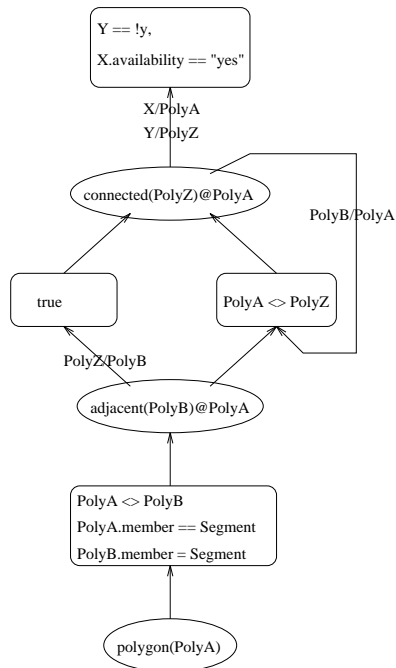 Y == !y,
X.availability == "yes"
X/PolyA
Y/PolyZ
connected(PolyZ)@PolyA
PolyB/PolyA
true
PolyA <> PolyZ
PolyZ/PolyB
adjacent(PolyB)@PolyA
PolyA <> PolyB
PolyA.member == Segment
PolyB.member = Segment
polygon(PolyA)